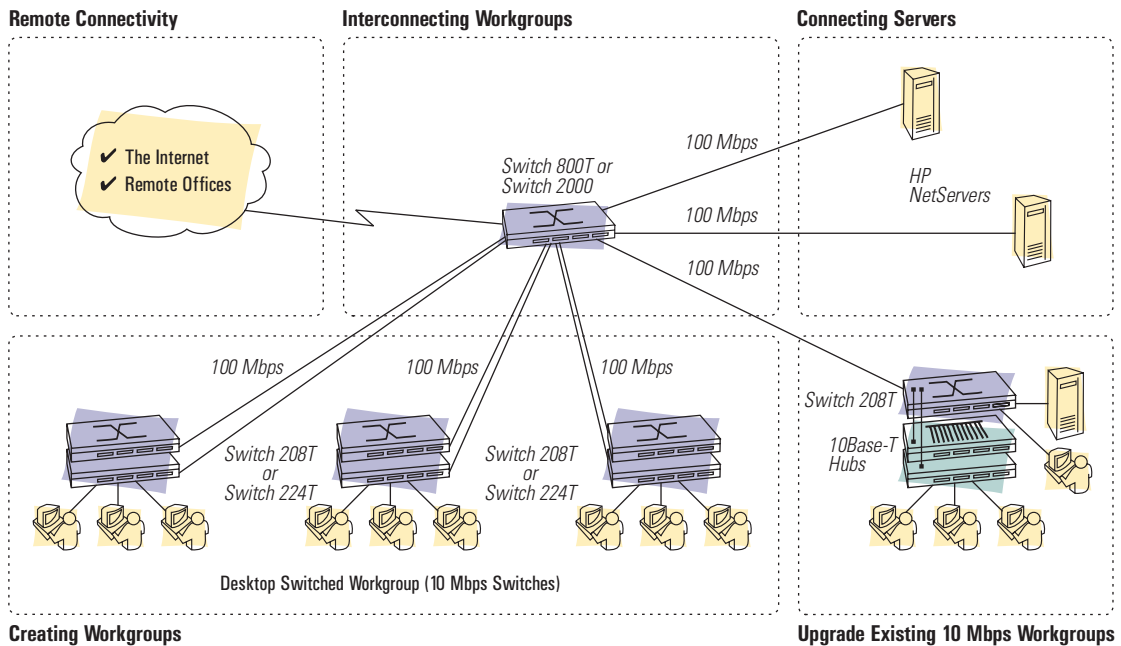 Remote Connectivity
Interconnecting Workgroups
Connecting Servers
✔ The Internet
✔ Remote Offices
Switch 800T or
Switch 2000
100 Mbps
HP
NetServers
100 Mbps
100 Mbps
100 Mbps
100 Mbps
100 Mbps
Switch 208T
or
Switch 224T
Switch 208T
or
Switch 224T
Switch 208T
10Base-T
Hubs
Desktop Switched Workgroup (10 Mbps Switches)
Creating Workgroups
Upgrade Existing 10 Mbps Workgroups